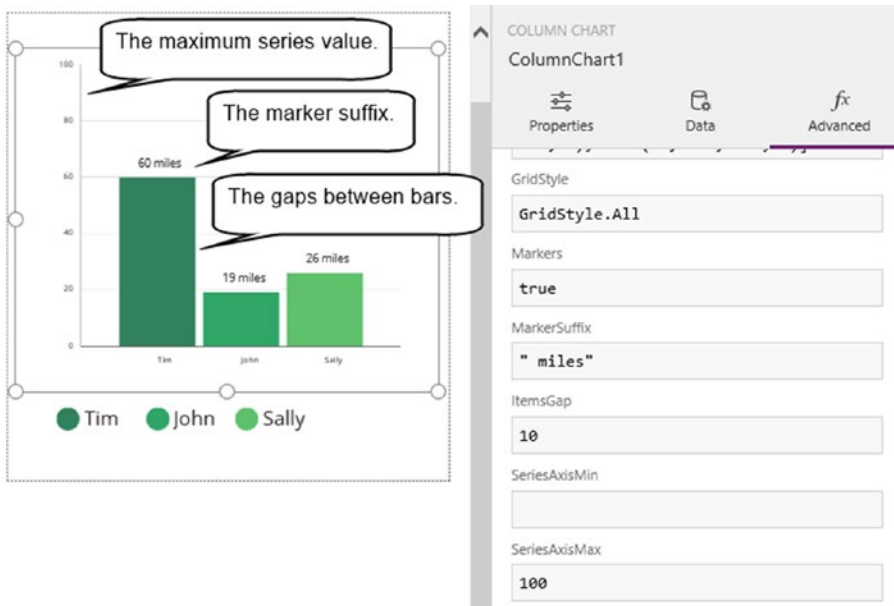 The maximum series value.
100
The marker suffix.
80
60 miles
60
The gaps between bars.
40
26 miles
19 miles
20
0
Tim
John
Sally
Tim
John
Sally
COLUMN CHART
ColumnChart1
Properties
Data
fx
Advanced
GridStyle
GridStyle.All
Markers
true
MarkerSuffix
" miles"
ItemsGap
10
SeriesAxisMin
SeriesAxisMax
100